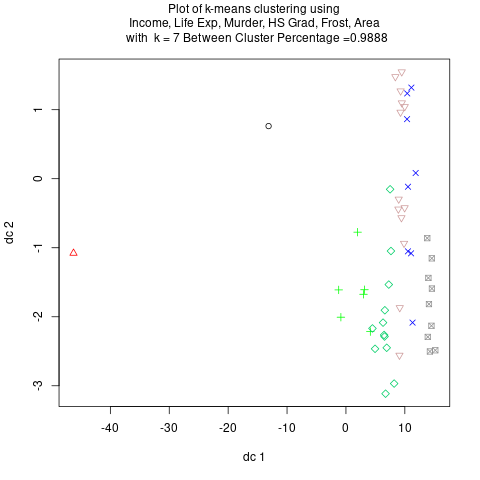 Plot of k-means clustering using
Income, Life Exp, Murder, HS Grad, Frost, Area
with  k = 7 Between Cluster Percentage =0.9888
1
0
-1
-2
-3
dc 2
-40
-30
-20
-10
0
10
dc 1